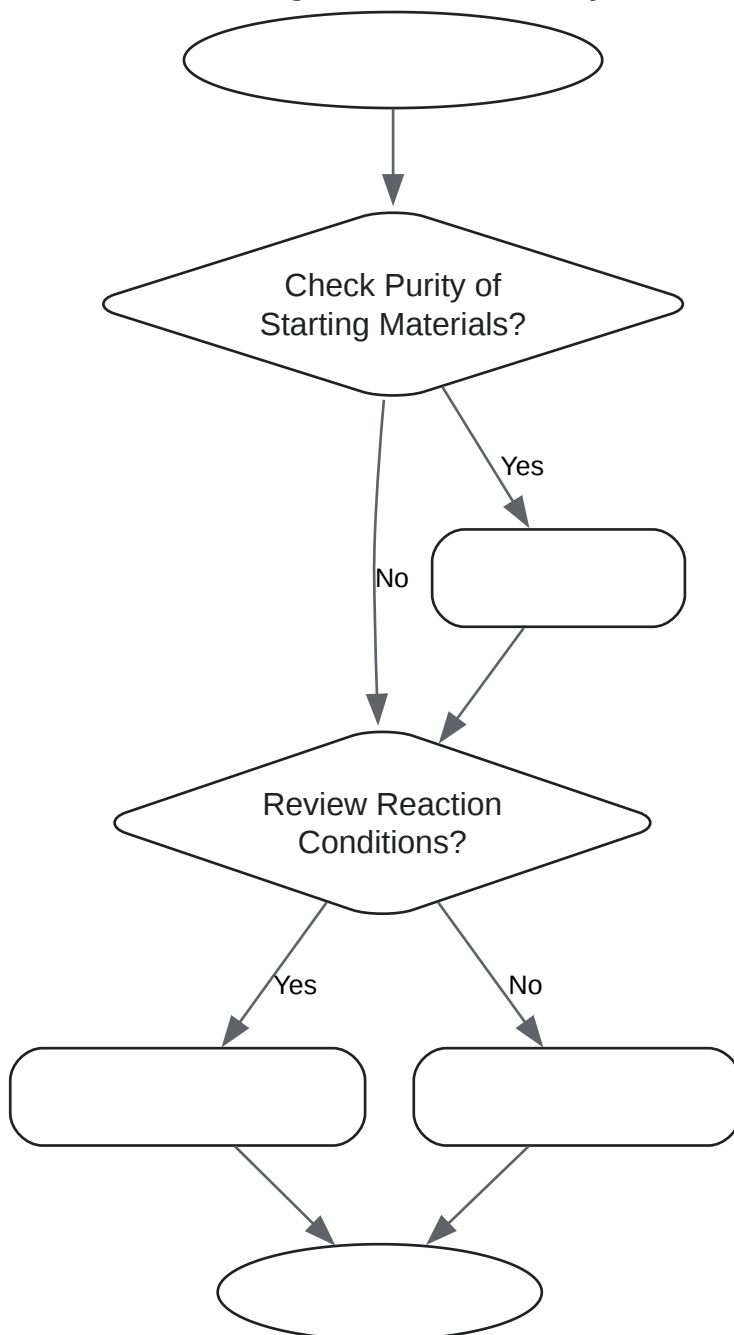 Check Purity of
Starting Materials?
Yes
No
Review Reaction
Conditions?
Yes
No